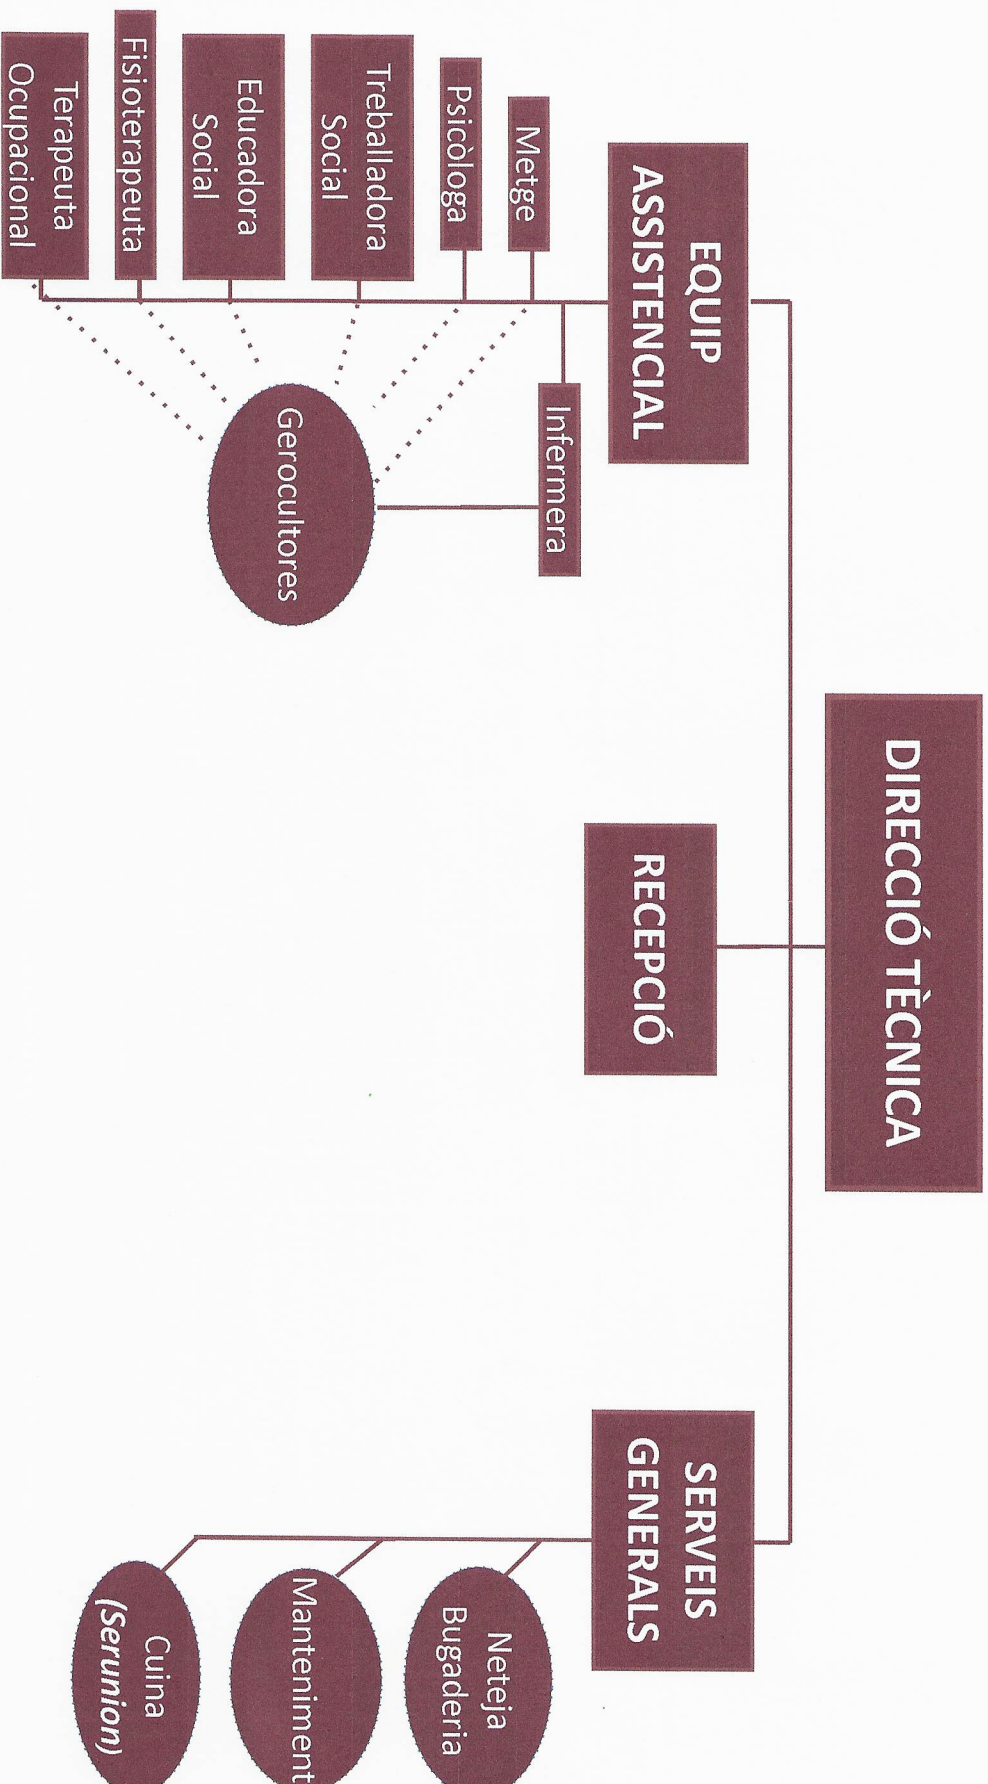 DIRECCIÓ TÈCNICA
EQUIP
ASSISTENCIAL
RECEPCIÓ
SERVEIS
GENERALS
Infermera
Metge
Psicòloga
Treballadora
Social
Educadora
Social
Fisioterapeuta
Terapeuta
Ocupacional
Gerocultores
Neteja
Bugaderia
Manteniment
Cuina
(Serunion)